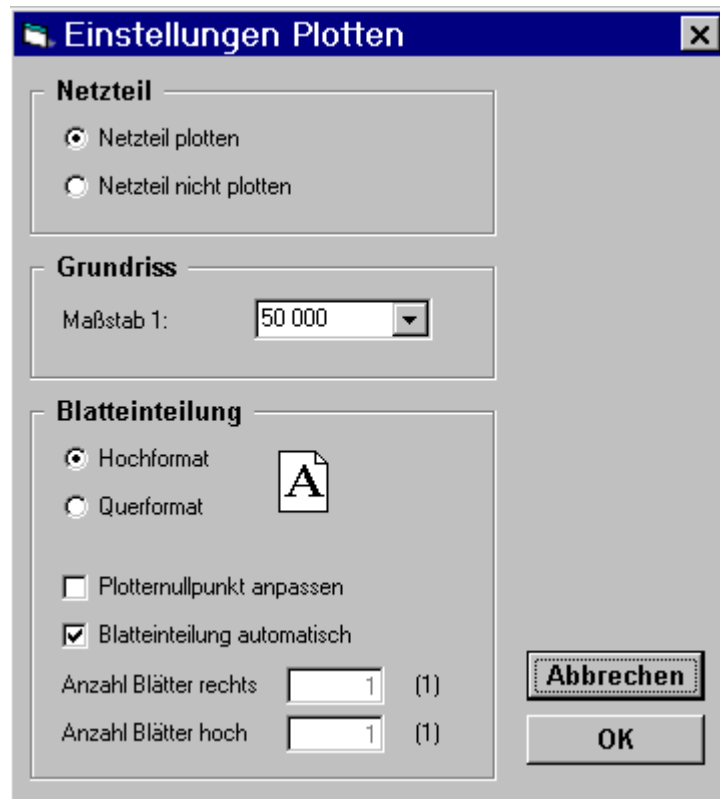 Einstellungen Plotten
Netzteil
Netzteil plotten
Netzteil nicht plotten
Grundriss
Maßstab 1: 50 000
Blatteinteilung
Hochformat
A
Querformat
Plotternullpunkt anpassen
Blatteinteilung automatisch
Anzahl Blätter rechts 1 (1)
Anzahl Blätter hoch 1 (1)
Abbrechen
OK